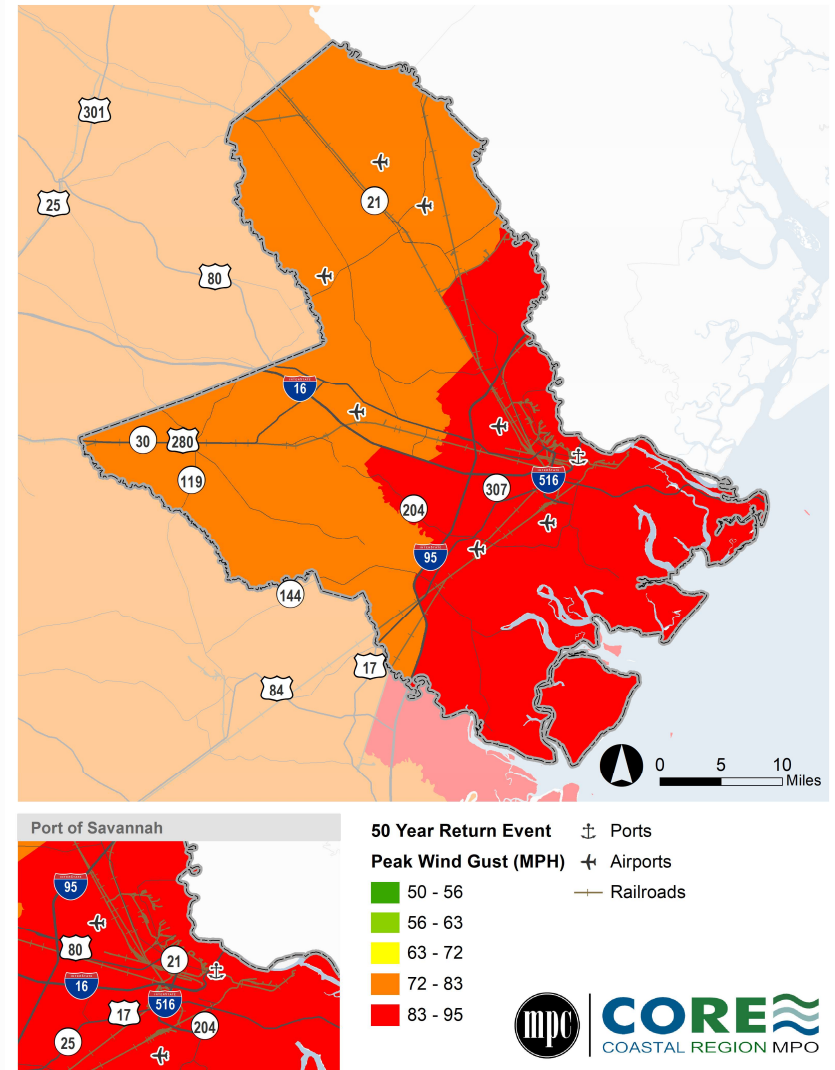 301
25
21
80
16
30
280
119
516
307
204
95
144
17
84
0 5 10
Miles
Port of Savannah
95
80
21
16
516
17
204
25
50 Year Return Event
Peak Wind Gust (MPH)
50 - 56
56 - 63
63 - 72
72 - 83
83 - 95
Ports
Airports
Railroads
mpc
CORE
COASTAL REGION MPO